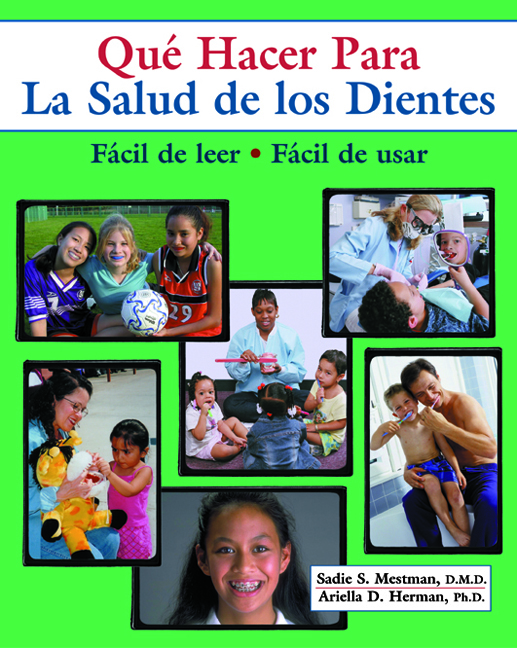 Qué Hacer Para
La Salud de los Dientes
Fácil de leer • Fácil de usar
29
Sadie S. Mestman, D.M.D.
Ariella D. Herman, Ph.D.